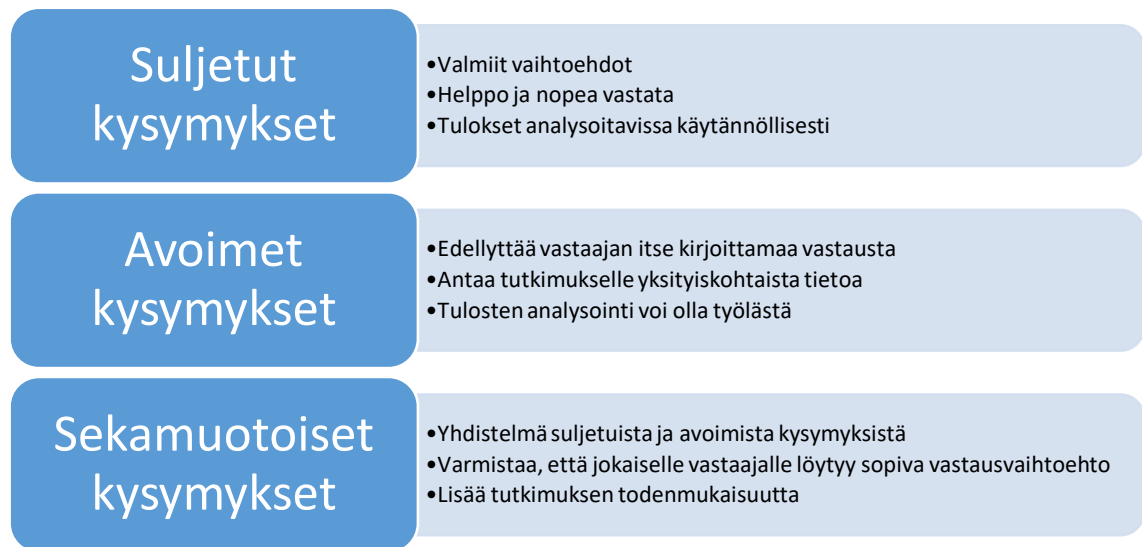 Suljetut
kysymykset
•Valmiit vaihtoehdot
•Helppo ja nopea vastata
•Tulokset analysoitavissa käytännöllisesti
Avoimet
kysymykset
•Edellyttää vastaajan itse kirjoittamaa vastausta
•Antaa tutkimukselle yksityiskohtaista tietoa
•Tulosten analysointi voi olla työlästä
Sekamuotoiset
kysymykset
•Yhdistelmä suljetuista ja avoimista kysymyksistä
•Varmistaa, että jokaiselle vastaajalle löytyy sopiva vastausvaihtoehto
•Lisää tutkimuksen todenmukaisuutta